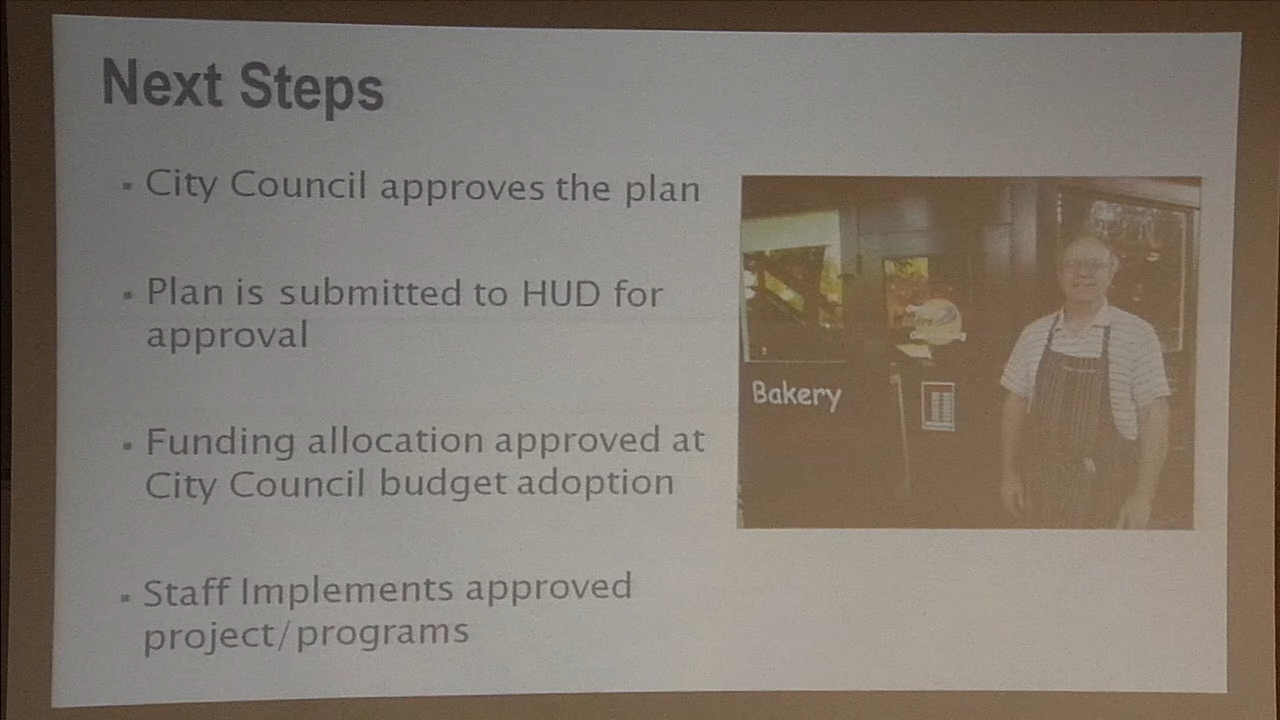 Next Steps
▪ City Council approves the plan
▪ Plan is submitted to HUD for
approval
▪ Funding allocation approved at
City Council budget adoption
▪ Staff Implements approved
project/programs
Bakery